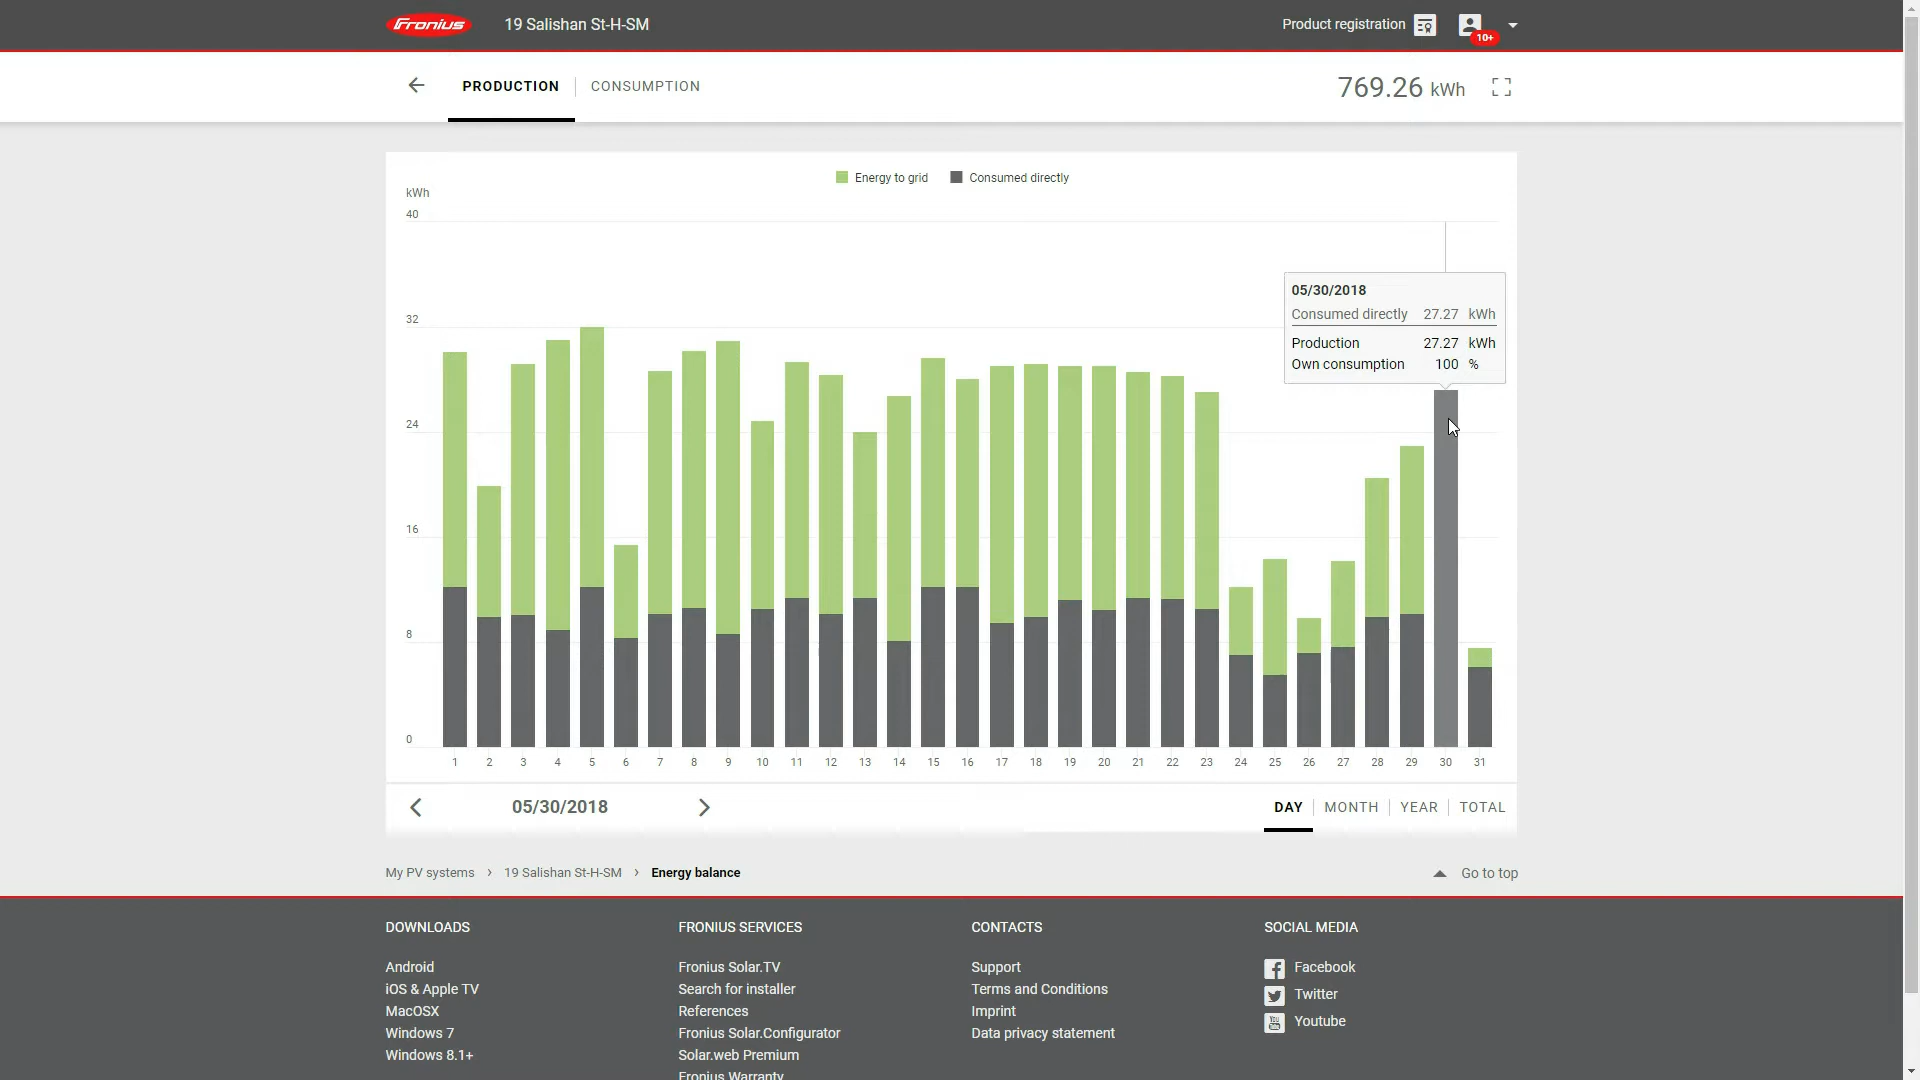 Fronius
19 Salishan St-H-SM
Product registration
10+
PRODUCTION
CONSUMPTION
769.26 kWh
Energy to grid
Consumed directly
kWh
40
32
24
16
8
0
05/30/2018
Consumed directly 27.27 kWh
Production 27.27 kWh
Own consumption 100 %
1 2 3 4 5 6 7 8 9 10 11 12 13 14 15 16 17 18 19 20 21 22 23 24 25 26 27 28 29 30 31
05/30/2018
DAY
MONTH
YEAR
TOTAL
My PV systems > 19 Salishan St-H-SM > Energy balance
Go to top
DOWNLOADS
Android
iOS & Apple TV
MacOSX
Windows 7
Windows 8.1+
FRONIUS SERVICES
Fronius Solar.TV
Search for installer
References
Fronius Solar.Configurator
Solar.web Premium
Fronius Warranty
CONTACTS
Support
Terms and Conditions
Imprint
Data privacy statement
SOCIAL MEDIA
Facebook
Twitter
Youtube